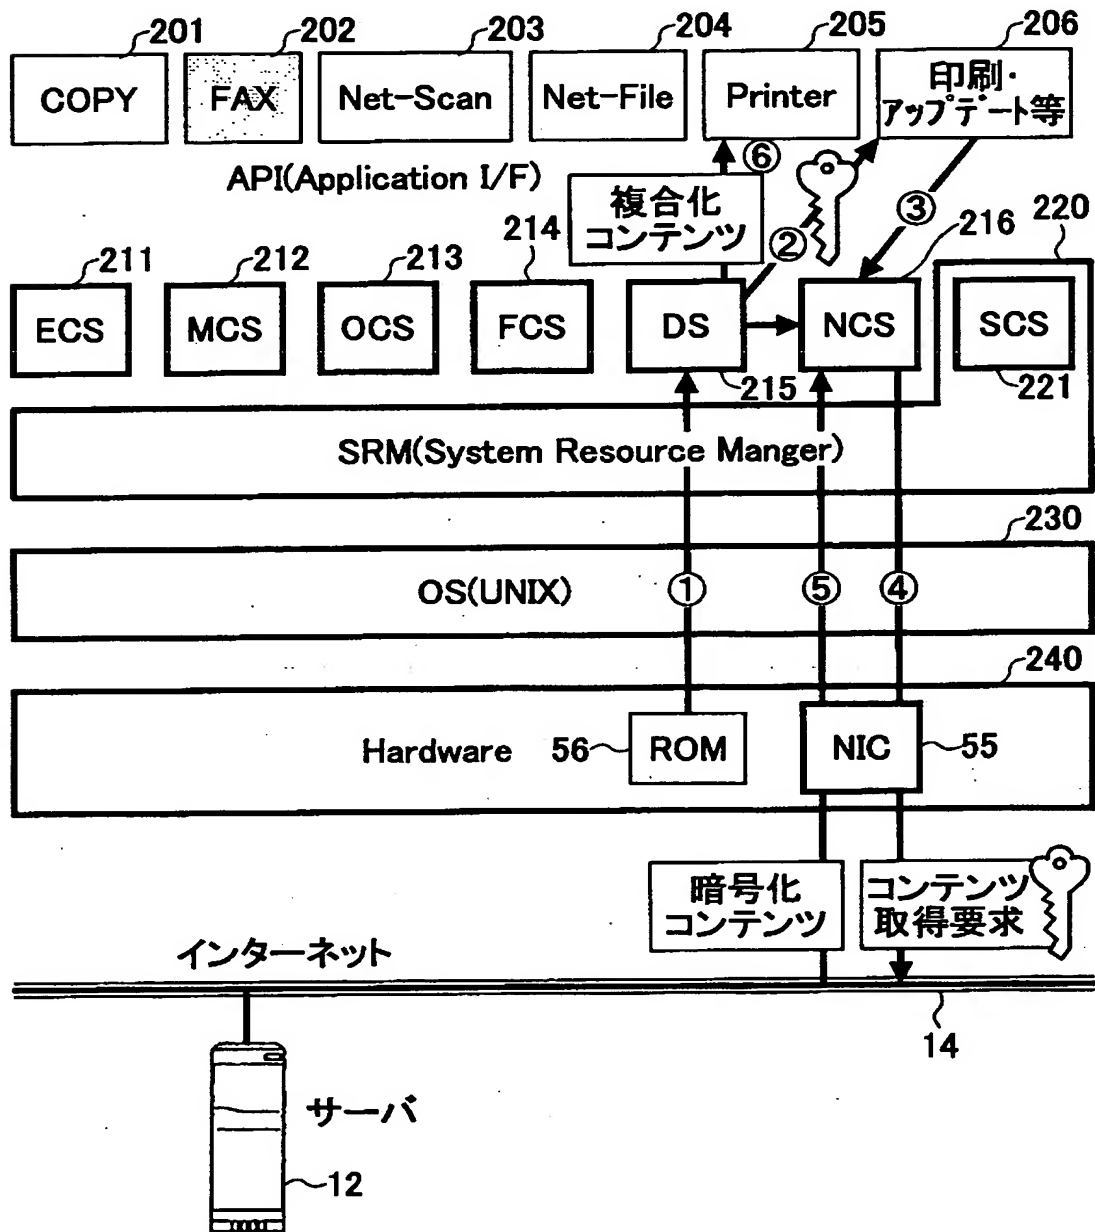 201
202
203
204
205
206
COPY
FAX
Net-Scan
Net-File
Printer
印刷・
アップデート等
⑥
API(Application I/F)
複合化
コンテンツ
②
③
211
212
213
214
216
220
ECS
MCS
OCS
FCS
DS
NCS
SCS
215
221
SRM(System Resource Manger)
230
OS(UNIX)
①
⑤
④
240
Hardware
56
ROM
NIC
55
暗号化
コンテンツ
コンテンツ
取得要求
インターネット
14
サーバ
12